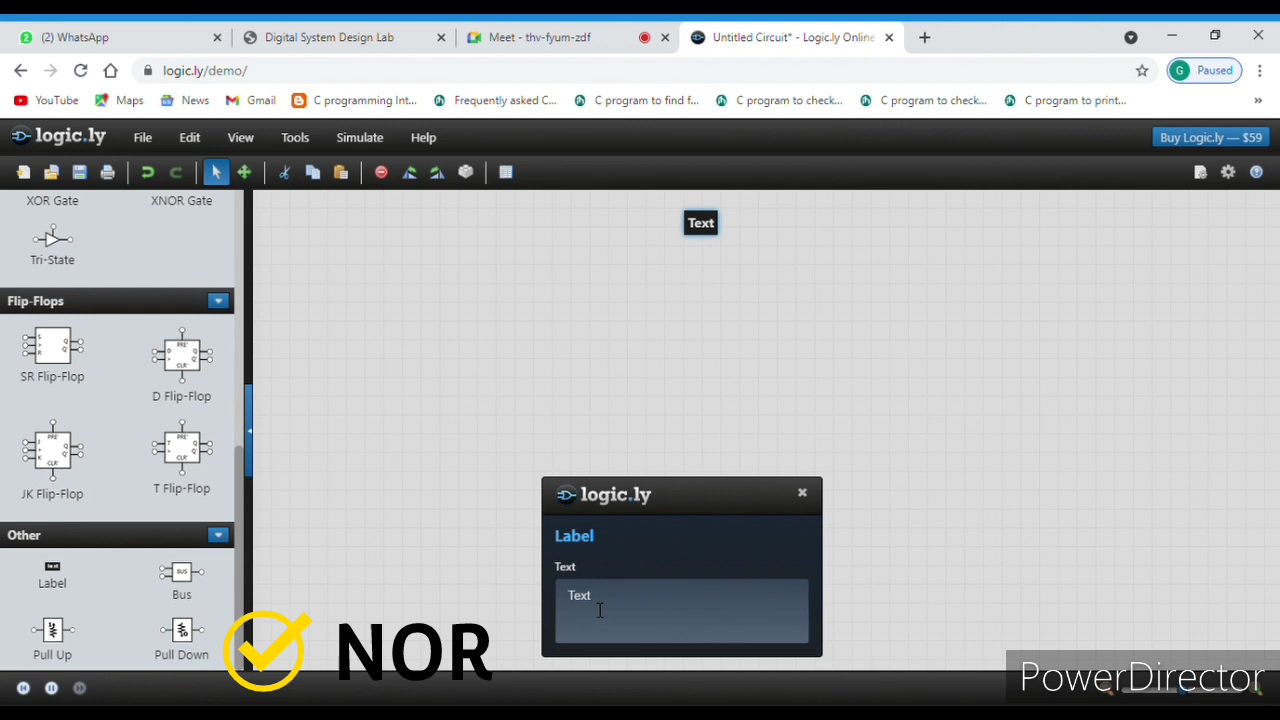 (2) WhatsApp
Digital System Design Lab
Meet - thv-fyum-zdf
Untitled Circuit* - Logic.ly Online
logic.ly/demo/
G Paused
YouTube
Maps
News
Gmail
C programming Int...
Frequently asked C...
C program to find f...
C program to check...
C program to check...
C program to print...
»
logic.ly
File
Edit
View
Tools
Simulate
Help
Buy Logic.ly — $59
XOR Gate
XNOR Gate
Tri-State
Flip-Flops
SR Flip-Flop
D Flip-Flop
JK Flip-Flop
T Flip-Flop
Other
Label
Bus
Pull Up
Pull Down
Text
logic.ly
Label
Text
Text
NOR
PowerDirector